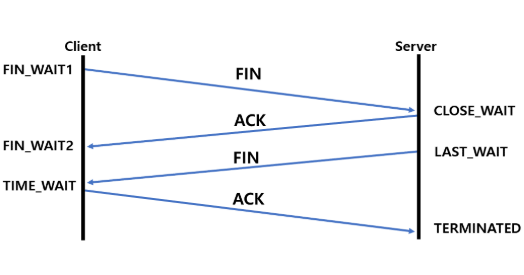 Client
Server
FIN_WAIT1
FIN
CLOSE_WAIT
ACK
FIN_WAIT2
LAST_WAIT
FIN
TIME_WAIT
ACK
TERMINATED